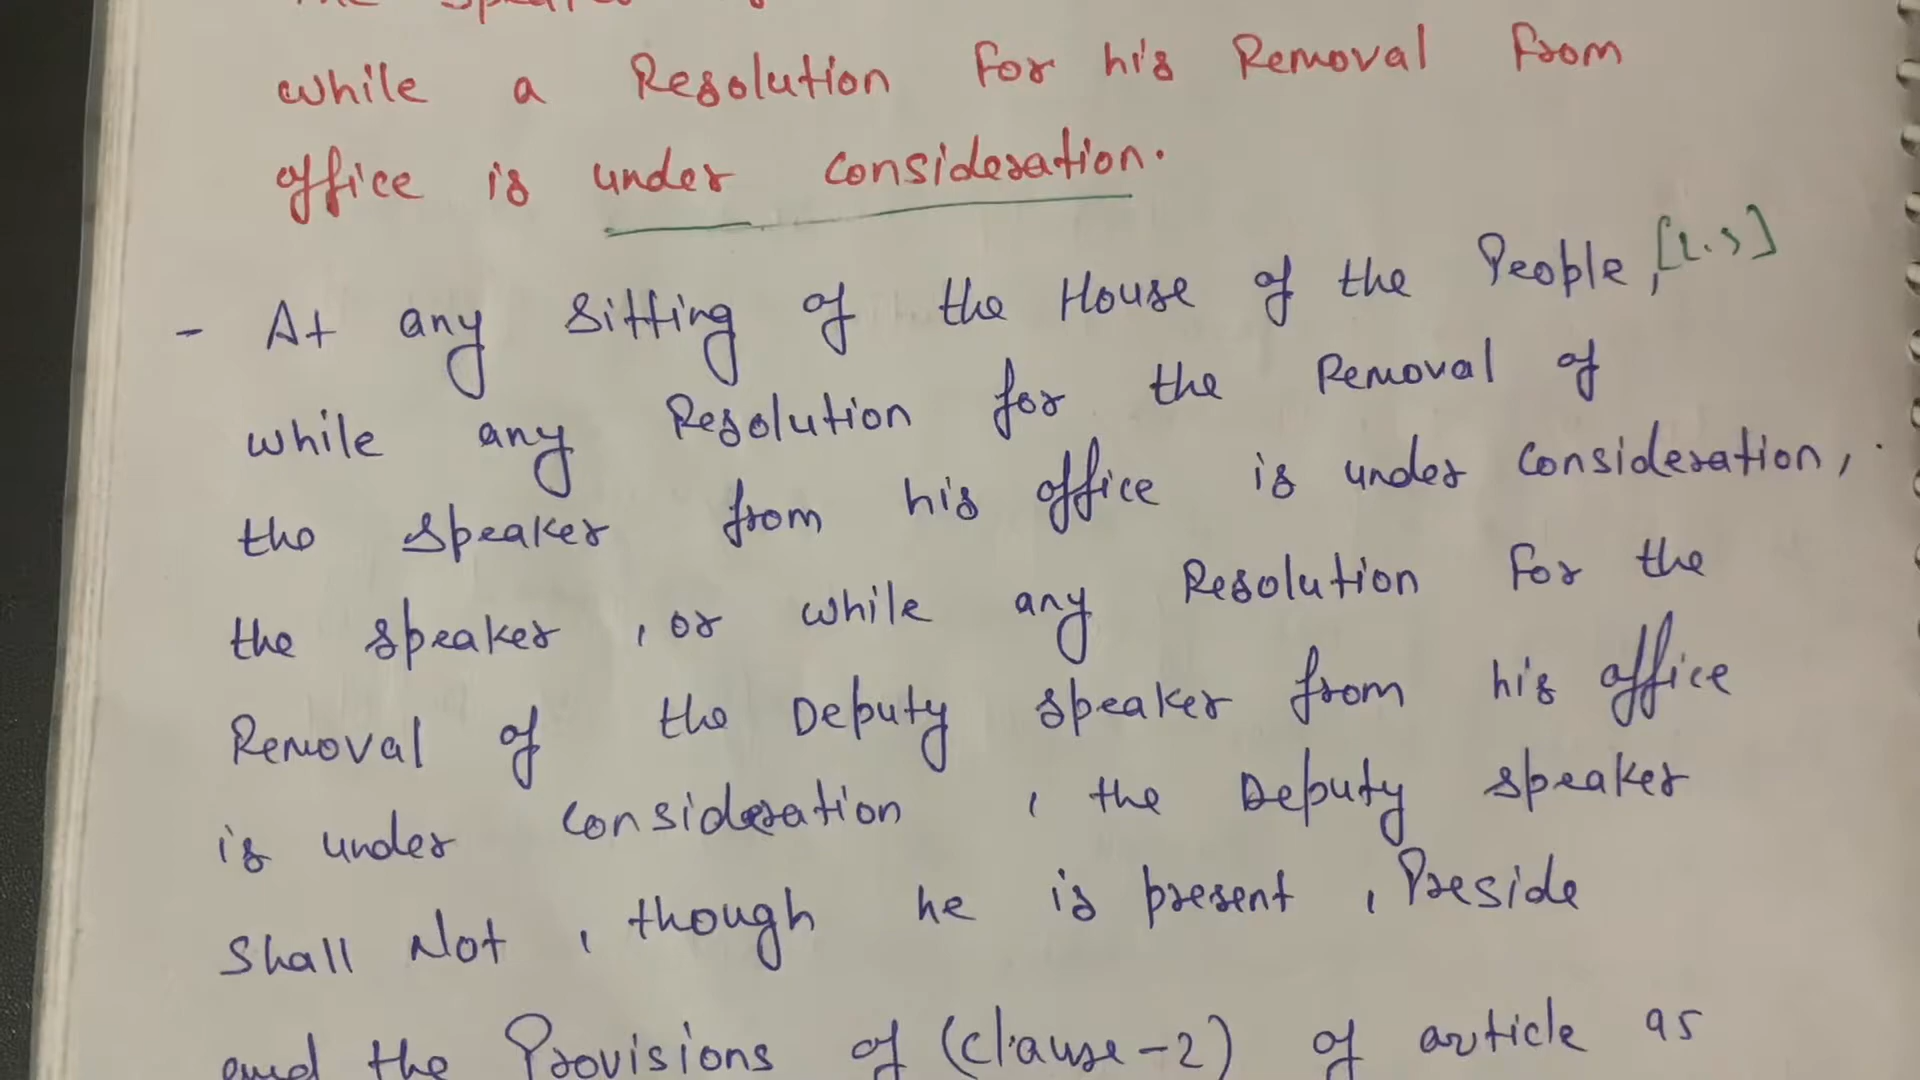 The Speaker
while a Resolution For his Removal From
office is under consideration.
- At any Sitting of the House of the People, [L.S]
while any Resolution for the Removal of
the speaker from his office is under consideration,
the speaker , or while any Resolution For the
Removal of the Deputy speaker from his office
is under consideration , the Deputy speaker
Shall Not , though he is present , Preside
and the Provisions of (clause-2) of article 95